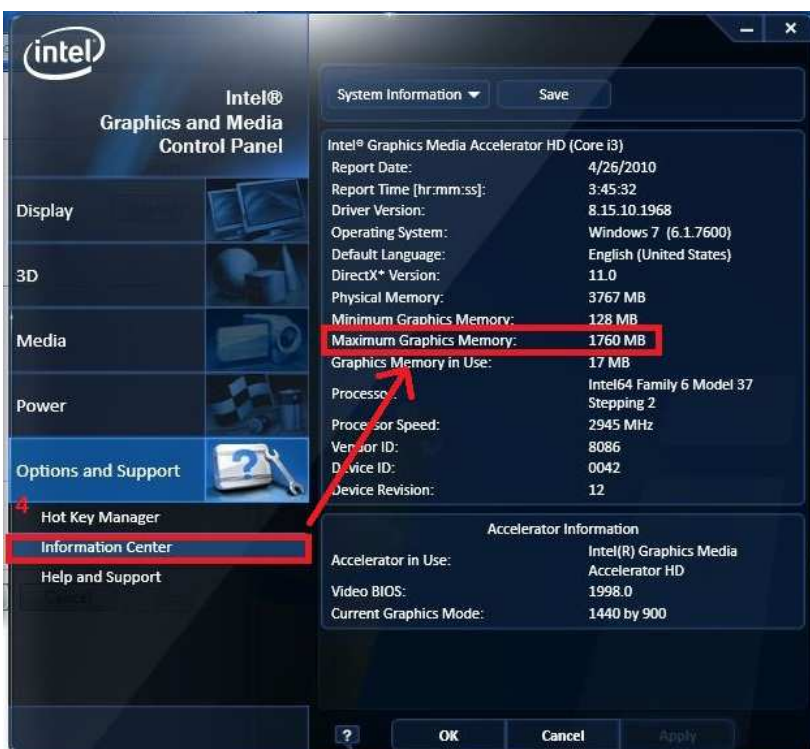 intel
Intel®
Graphics and Media
Control Panel
Display
3D
Media
Power
Options and Support
4
Hot Key Manager
Information Center
Help and Support
System Information
Save
Intel® Graphics Media Accelerator HD (Core i3)
Report Date: 4/26/2010
Report Time [hr:mm:ss]: 3:45:32
Driver Version: 8.15.10.1968
Operating System: Windows 7 (6.1.7600)
Default Language: English (United States)
DirectX* Version: 11.0
Physical Memory: 3767 MB
Minimum Graphics Memory: 128 MB
Maximum Graphics Memory: 1760 MB
Graphics Memory in Use: 17 MB
Processor: Intel64 Family 6 Model 37
Stepping 2
Processor Speed: 2945 MHz
Vendor ID: 8086
Device ID: 0042
Device Revision: 12
Accelerator Information
Accelerator in Use: Intel(R) Graphics Media
Accelerator HD
Video BIOS: 1998.0
Current Graphics Mode: 1440 by 900
?
OK
Cancel
Apply